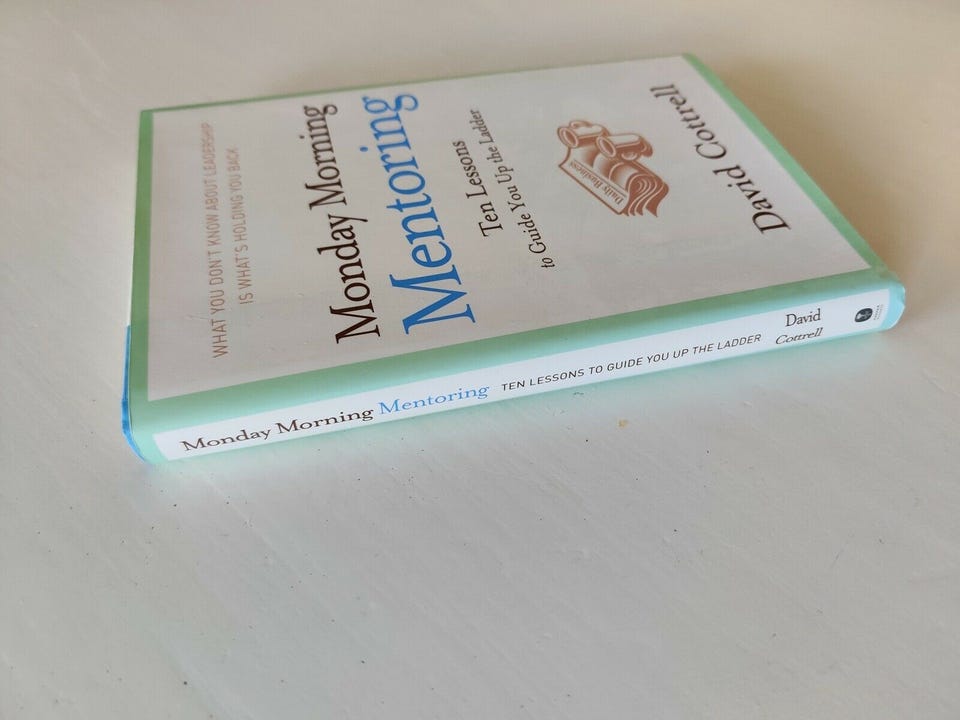 WHAT YOU DON'T KNOW ABOUT LEADERSHIP
IS WHAT'S HOLDING YOU BACK
Monday Morning
Mentoring
Ten Lessons
to Guide You Up the Ladder
Daily Business
David Cottrell
Monday Morning Mentoring TEN LESSONS TO GUIDE YOU UP THE LADDER David
Cottrell